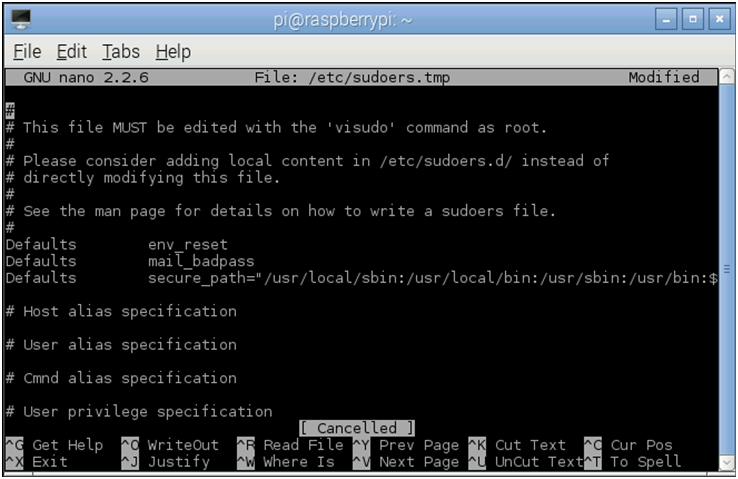 pi@raspberrypi: ~
File Edit Tabs Help
GNU nano 2.2.6 File: /etc/sudoers.tmp Modified
#
# This file MUST be edited with the 'visudo' command as root.
#
# Please consider adding local content in /etc/sudoers.d/ instead of
# directly modifying this file.
#
# See the man page for details on how to write a sudoers file.
#
Defaults env_reset
Defaults mail_badpass
Defaults secure_path="/usr/local/sbin:/usr/local/bin:/usr/sbin:/usr/bin:$
# Host alias specification
# User alias specification
# Cmnd alias specification
# User privilege specification
[ Cancelled ]
^G Get Help ^O WriteOut ^R Read File ^Y Prev Page ^K Cut Text ^C Cur Pos
^X Exit ^J Justify ^W Where Is ^V Next Page ^U UnCut Text ^T To Spell